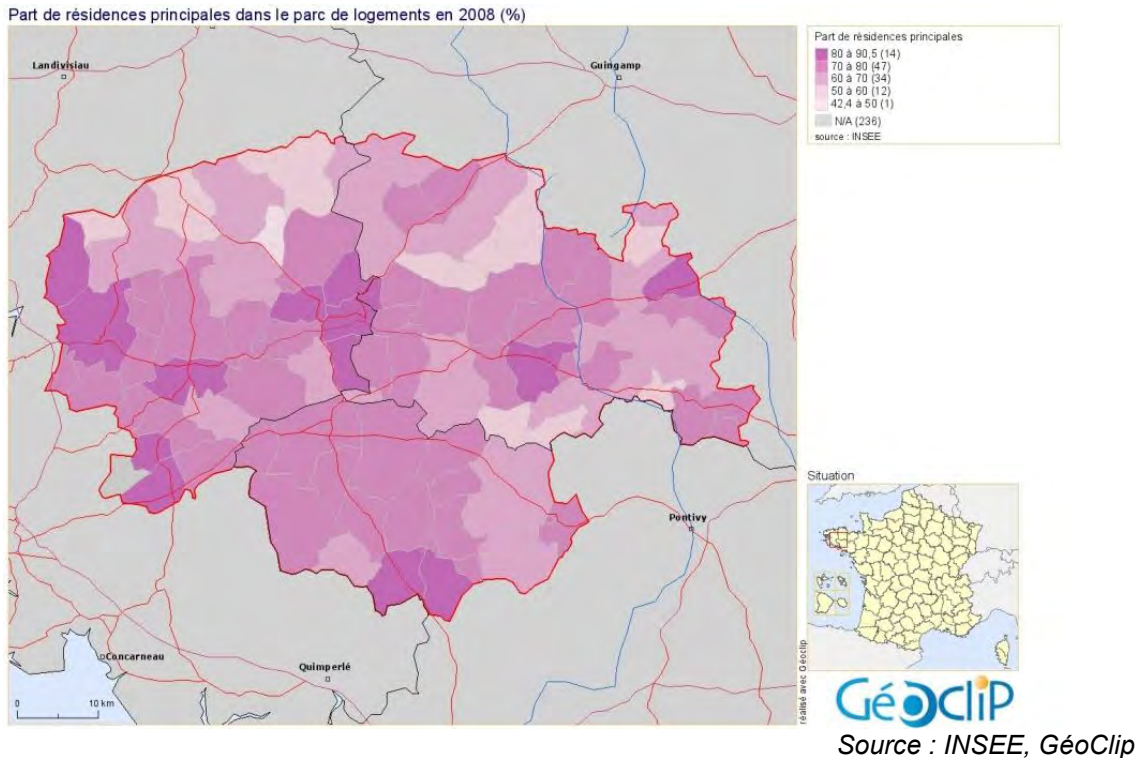 Part de résidences principales dans le parc de logements en 2008 (%)
Landivisiau
Guingamp
Pontivy
Concarneau
Quimperlé
0 10 km
Part de résidences principales
80 à 90,5 (14)
70 à 80 (47)
60 à 70 (34)
50 à 60 (12)
42,4 à 50 (1)
N/A (236)
source : INSEE
Situation
réalisé avec Géoclip
GéocliP
Source : INSEE, GéoClip